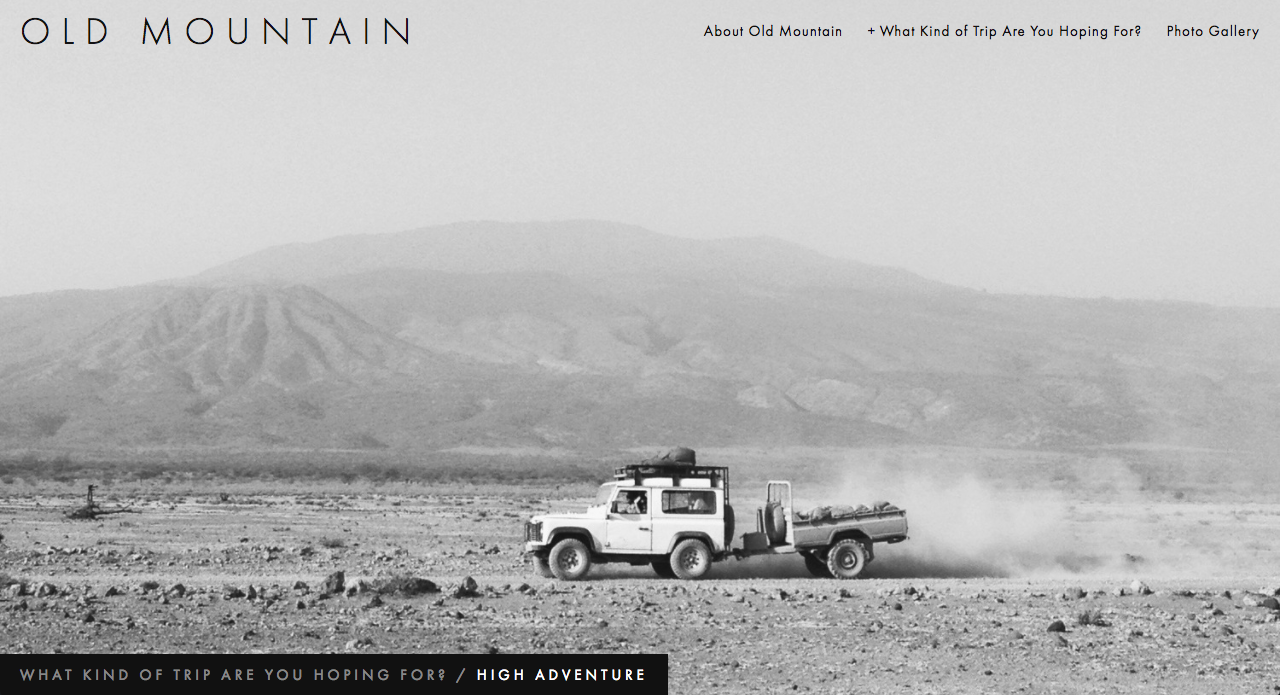 OLD MOUNTAIN
About Old Mountain
+ What Kind of Trip Are You Hoping For?
Photo Gallery
WHAT KIND OF TRIP ARE YOU HOPING FOR? / HIGH ADVENTURE